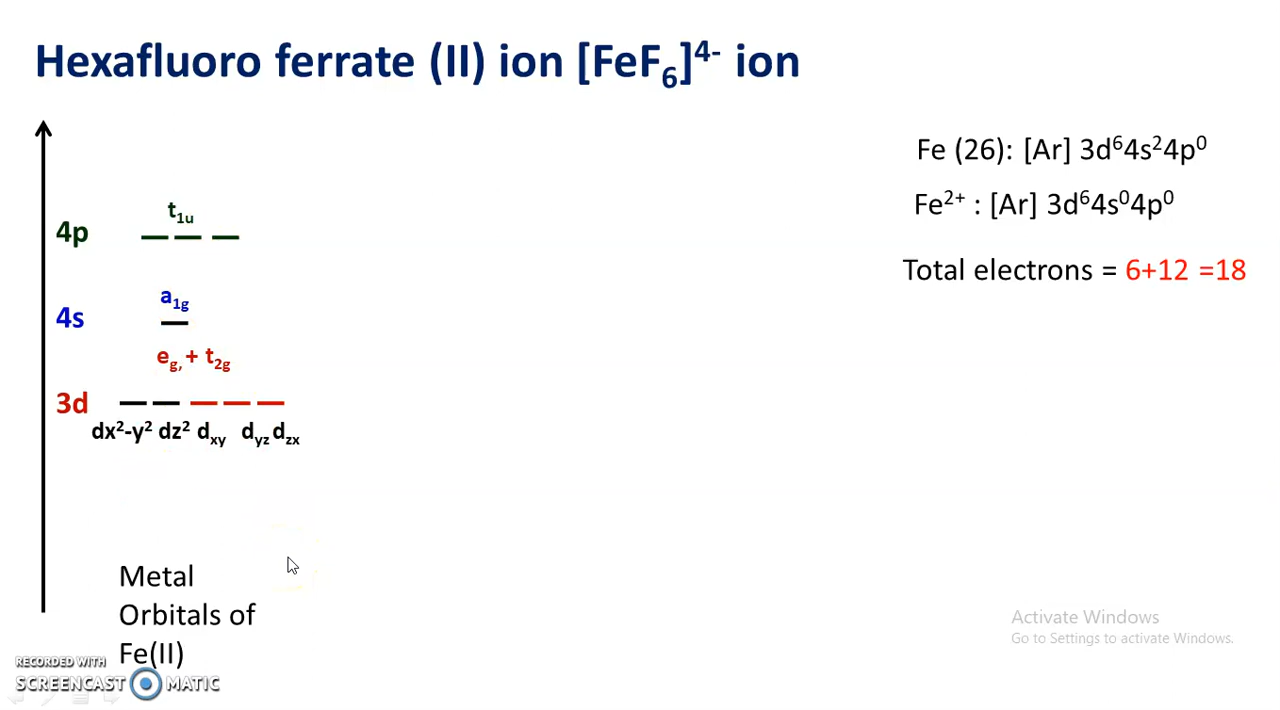 Hexafluoro ferrate (II) ion [FeF₆]⁴⁻ ion
Fe (26): [Ar] 3d⁶4s²4p⁰
Fe²⁺ : [Ar] 3d⁶4s⁰4p⁰
Total electrons = 6+12 =18
t₁ᵤ
4p
a₁g
4s
eg, + t₂g
3d
dx²-y² dz² dxy dyz dzx
Metal
Orbitals of
Fe(II)
Activate Windows
Go to Settings to activate Windows.
RECORDED WITH
SCREENCAST MATIC